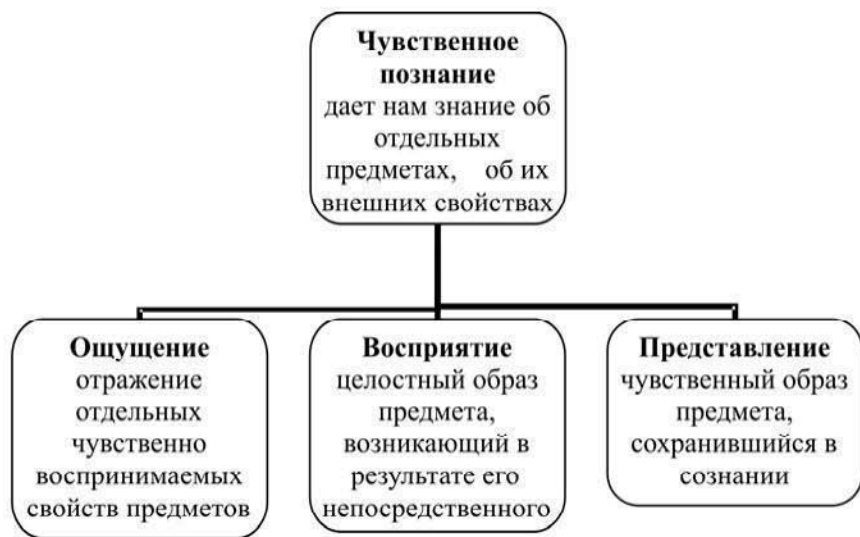 Чувственное
познание
дает нам знание об
отдельных
предметах, об их
внешних свойствах
Ощущение
отражение
отдельных
чувственно
воспринимаемых
свойств предметов
Восприятие
целостный образ
предмета,
возникающий в
результате его
непосредственного
Представление
чувственный образ
предмета,
сохранившийся в
сознании